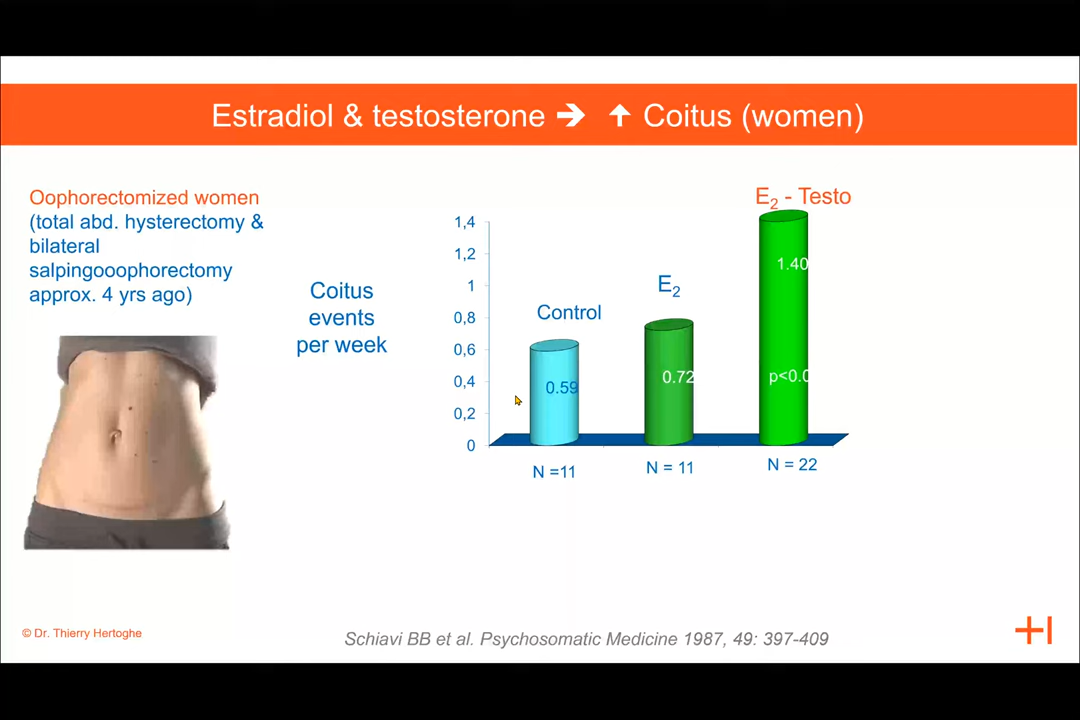 Estradiol & testosterone ➔ ↑ Coitus (women)
Oophorectomized women
(total abd. hysterectomy &
bilateral
salpingooophorectomy
approx. 4 yrs ago)
Coitus
events
per week
1,4
1,2
1
0,8
0,6
0,4
0,2
0
Control
0.59
N =11
E₂
0.72
N = 11
E₂ - Testo
1.40
p<0.0
N = 22
© Dr. Thierry Hertoghe
Schiavi BB et al. Psychosomatic Medicine 1987, 49: 397-409